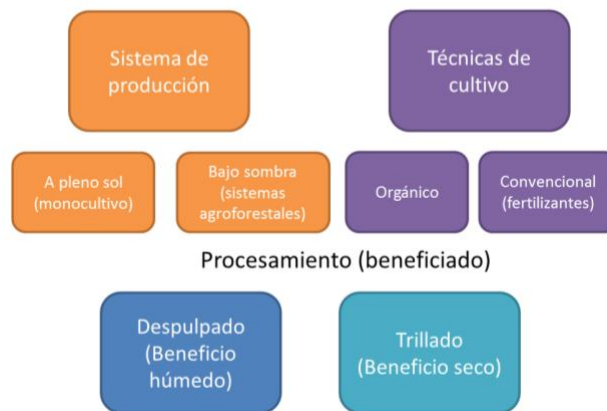 Sistema de
producción
Técnicas de
cultivo
A pleno sol
(monocultivo)
Bajo sombra
(sistemas
agroforestales)
Orgánico
Convencional
(fertilizantes)
Procesamiento (beneficiado)
Despulpado
(Beneficio
húmedo)
Trillado
(Beneficio seco)